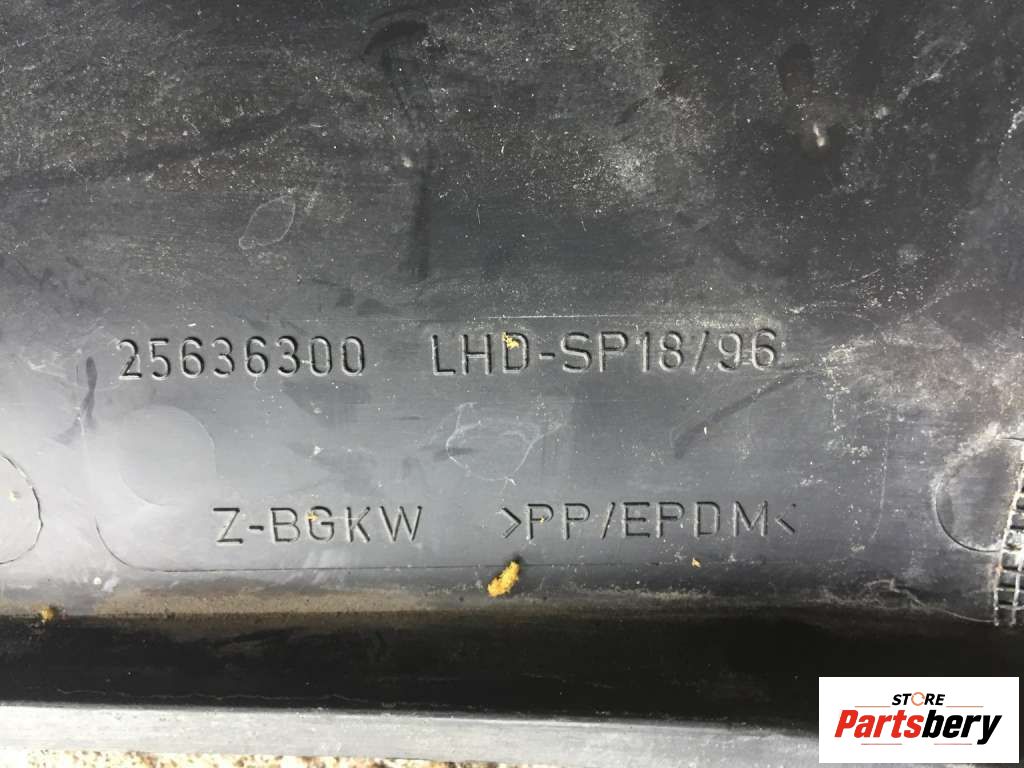 25636300 LHD-SP18/96
Z-BGKW >PP/EPDM<
STORE
Partsbery